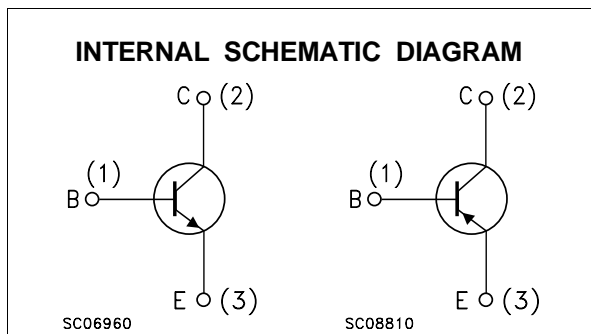 INTERNAL SCHEMATIC DIAGRAM
C (2)
C (2)
(1)
B
(1)
B
E (3)
E (3)
SC06960
SC08810